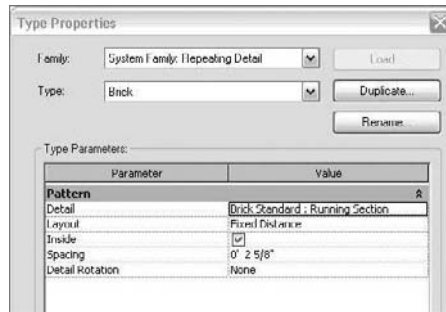 Type Properties
Family: System Family: Repeating Detail Load...
Type: Brick Duplicate...
Rename...
Type Parameters:
Parameter Value
Pattern
Detail Brick Standard : Running Section
Layout Fixed Distance
Inside
Spacing 0' 2 5/8"
Detail Rotation None